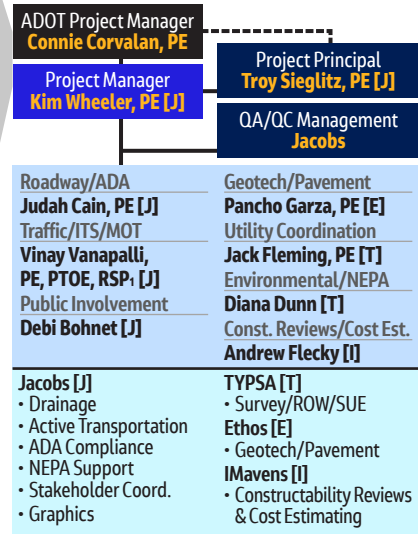 ADOT Project Manager
Connie Corvalan, PE
Project Manager
Kim Wheeler, PE [J]
Project Principal
Troy Sieglitz, PE [J]
QA/QC Management
Jacobs
Roadway/ADA
Judah Cain, PE [J]
Traffic/ITS/MOT
Vinay Vanapalli,
PE, PTOE, RSP₁ [J]
Public Involvement
Debi Bohnet [J]
Geotech/Pavement
Pancho Garza, PE [E]
Utility Coordination
Jack Fleming, PE [T]
Environmental/NEPA
Diana Dunn [T]
Const. Reviews/Cost Est.
Andrew Flecky [I]
Jacobs [J]
• Drainage
• Active Transportation
• ADA Compliance
• NEPA Support
• Stakeholder Coord.
• Graphics
TYPSA [T]
• Survey/ROW/SUE
Ethos [E]
• Geotech/Pavement
IMavens [I]
• Constructability Reviews
& Cost Estimating